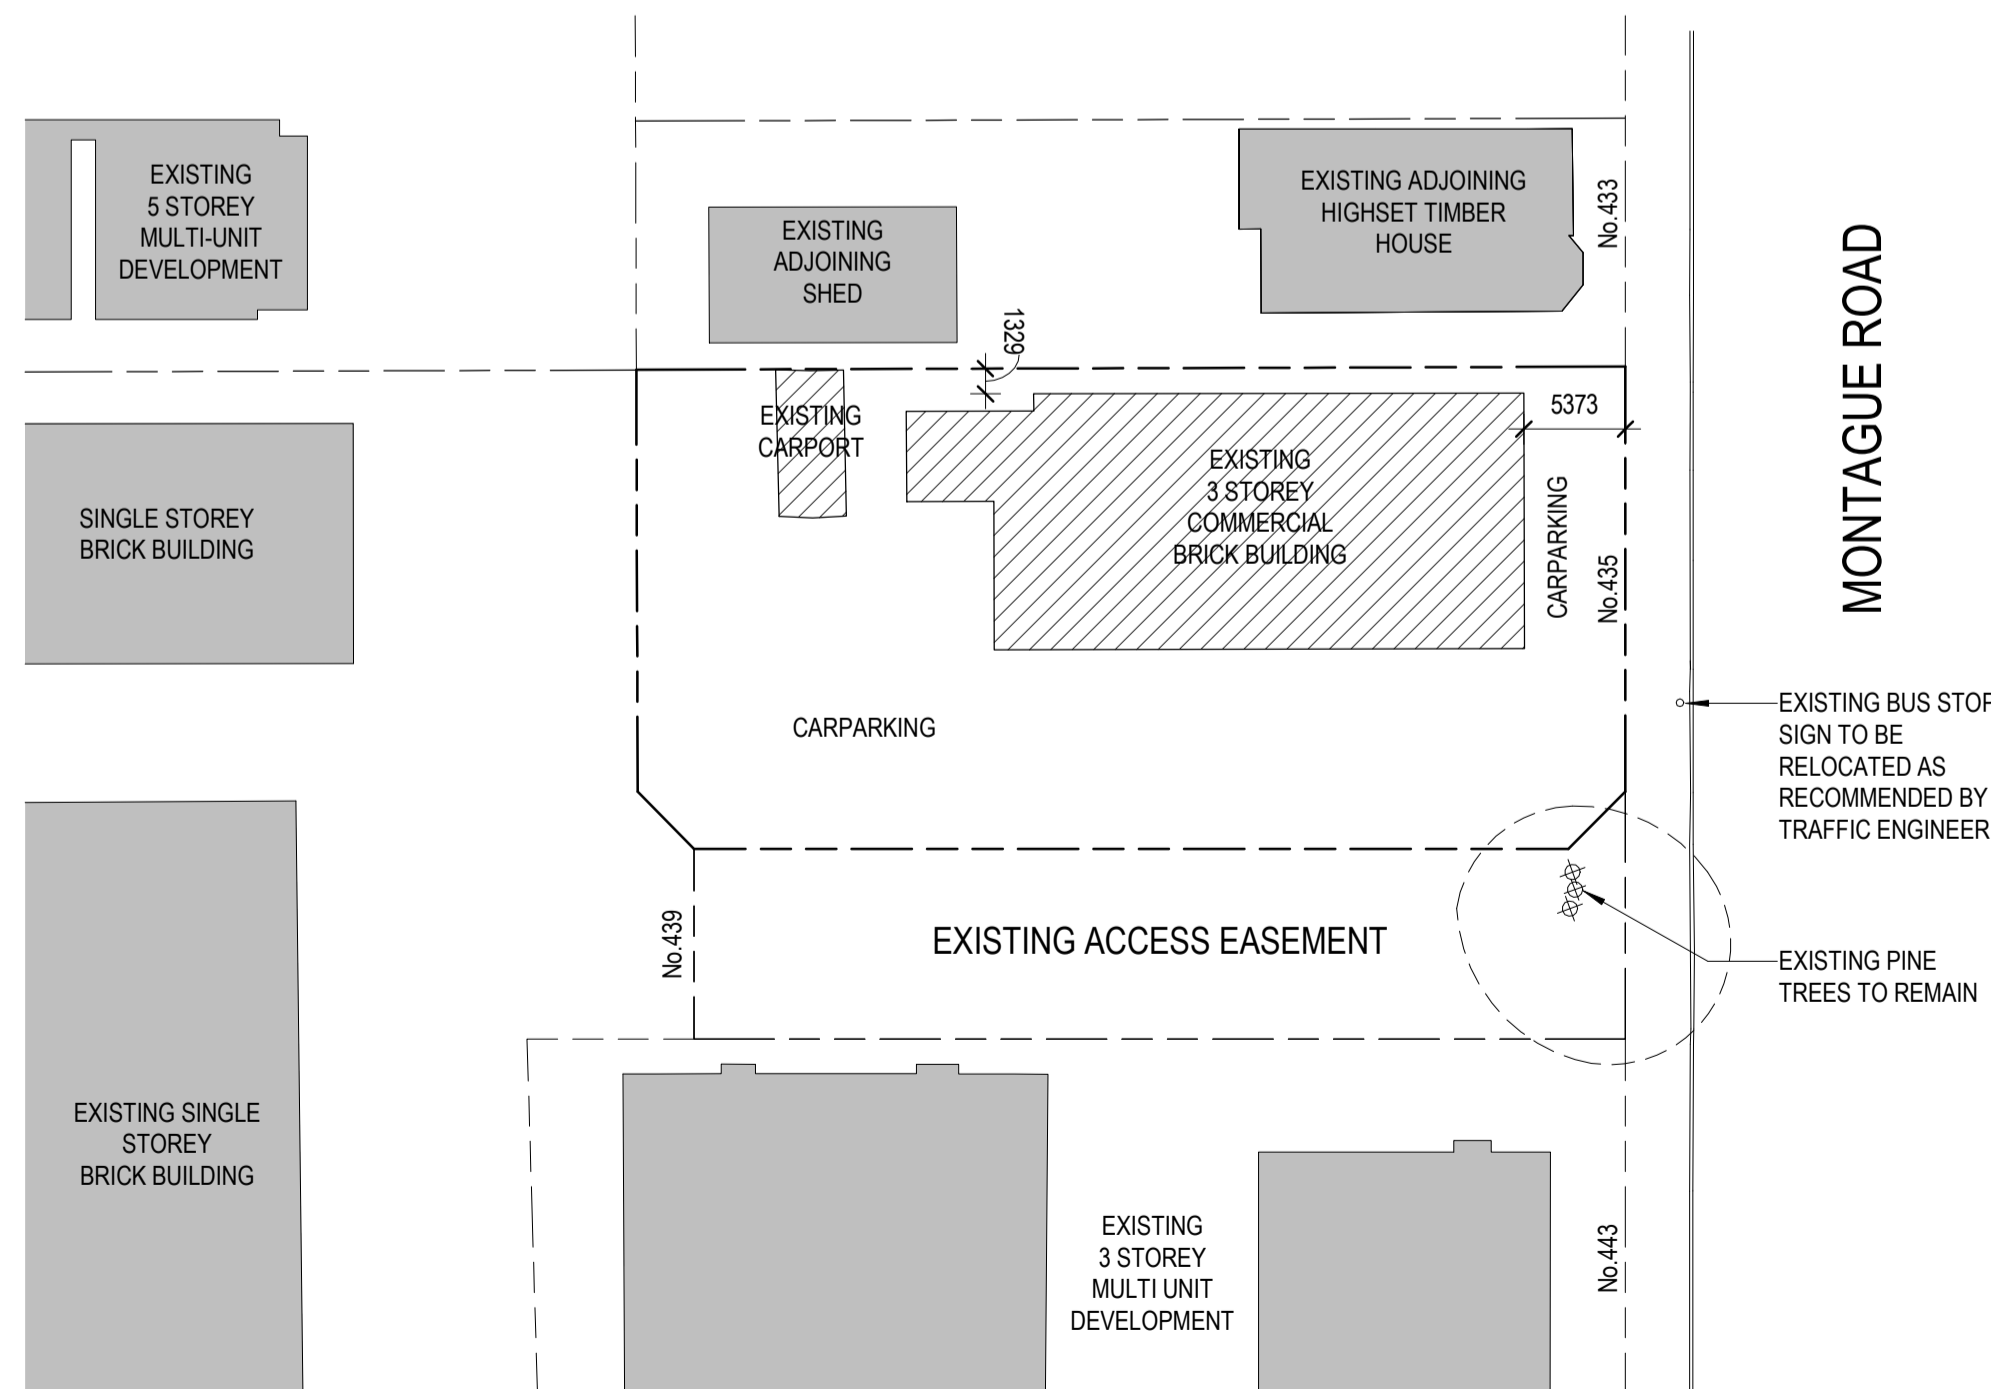 EXISTING
5 STOREY
MULTI-UNIT
DEVELOPMENT
EXISTING
ADJOINING
SHED
EXISTING ADJOINING
HIGHSET TIMBER
HOUSE
No.433
MONTAGUE ROAD
1329
5373
EXISTING
CARPORT
EXISTING
3 STOREY
COMMERCIAL
BRICK BUILDING
CARPARKING
No.435
SINGLE STOREY
BRICK BUILDING
CARPARKING
EXISTING BUS STOP
SIGN TO BE
RELOCATED AS
RECOMMENDED BY
TRAFFIC ENGINEER
No.439
EXISTING ACCESS EASEMENT
EXISTING PINE
TREES TO REMAIN
EXISTING SINGLE
STOREY
BRICK BUILDING
EXISTING
3 STOREY
MULTI UNIT
DEVELOPMENT
No.443